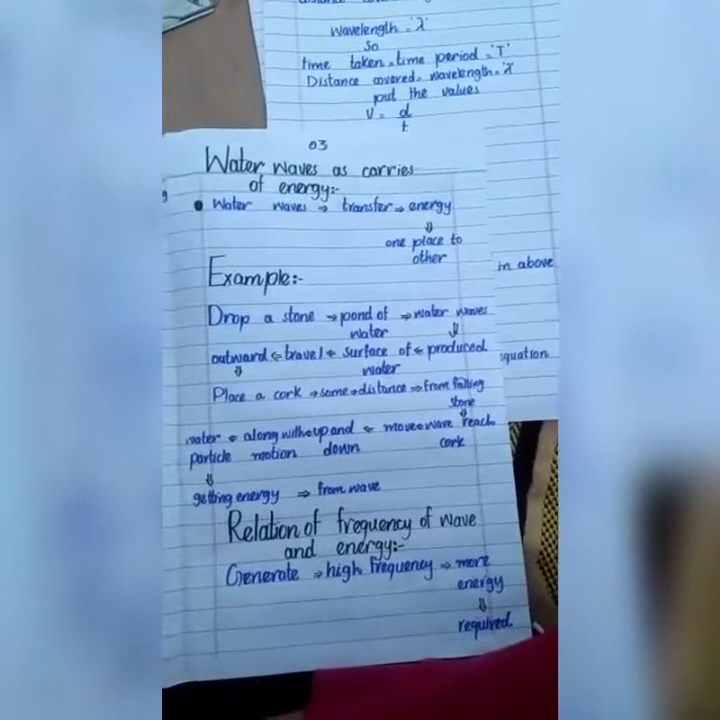 Wavelength = 'λ'
So
time taken = time period = 'T'
Distance covered = wavelength = 'λ'
put the values
V = d
t
in above
equation
03
Water waves as carries
of energy:-
• Water waves → transfer → energy
⇓
one place to
other
Example:-
Drop a stone → pond of → water waves
water ⇓
outward ← travel ← surface of ← produced
⇓ water
Place a cork → some → distance → from falling
stone
⇓
water ← along with ← up and ← move ← wave reach
particle motion down cork
⇓
getting energy ⇒ from wave
Relation of frequency of wave
and energy:-
Generate → high frequency → more
energy
⇓
required.